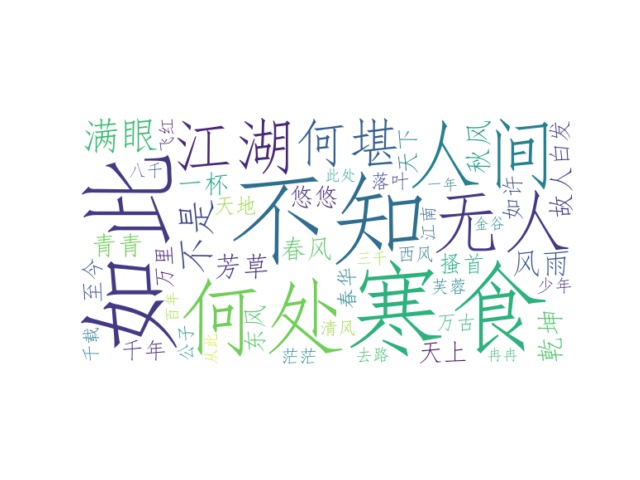 满眼
飞红
江湖
何堪
天下
人间
秋风
白发
故人
八千
一杯
悠悠
此处
落叶
一年
如许
如此
不是
天地
不知
无人
江南
金谷
青青
万里
春风
西风
三千
搔首
风雨
至今
芳草
春华
芙蓉
少年
百年
何处
寒食
千载
千年
公子
从此
东风
清风
茫茫
去路
万古
天上
冉冉
乾坤